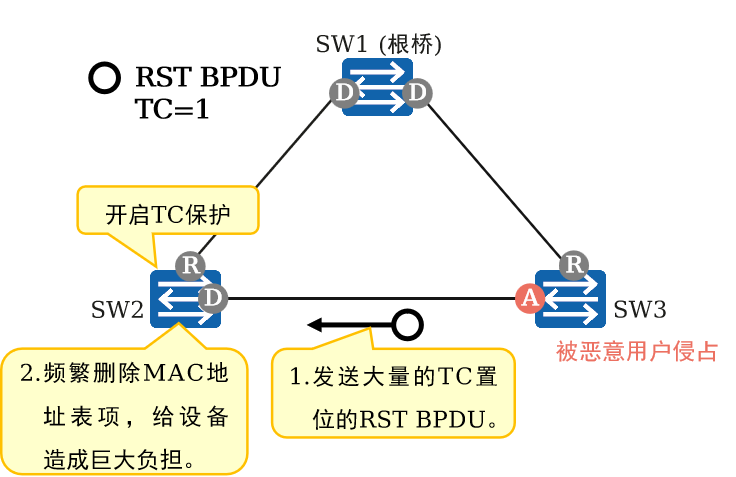 SW1 (根桥)
RST BPDU
TC=1
D
D
开启TC保护
R
D
SW2
R
A
SW3
被恶意用户侵占
2.频繁删除MAC地
址表项，给设备
造成巨大负担。
1.发送大量的TC置
位的RST BPDU。